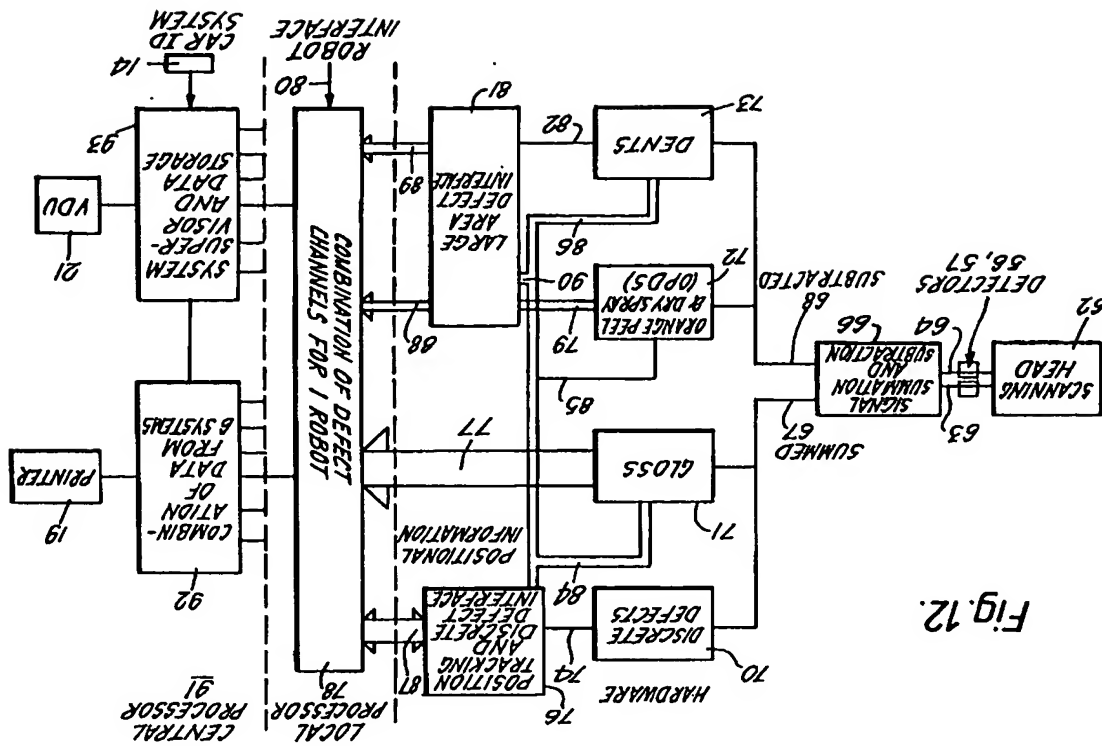 Fig.12.
HARDWARE
LOCAL
PROCESSOR
CENTRAL
PROCESSOR
91
70
DISCRETE
DEFECTS
74
76
POSITION
TRACKING
AND
DISCRETE
DEFECT
INTERFACE
87
78
84
POSITIONAL
INFORMATION
71
GLOSS
77
COMBINATION OF DEFECT
CHANNELS FOR 1 ROBOT
92
COMBIN-
ATION
OF
DATA
FROM
6 SYSTEMS
19
PRINTER
62
SCANNING
HEAD
63
64
DETECTORS
56, 57
66
SIGNAL
SUMMATION
AND
SUBTRACTION
67
SUMMED
68
SUBTRACTED
85
72
ORANGE PEEL
& DRY SPRAY
(OPDS)
79
90
88
86
73
DENTS
82
81
LARGE
AREA
DEFECT
INTERFACE
89
80
ROBOT
INTERFACE
SYSTEM
SUPER-
VISOR
AND
DATA
STORAGE
93
21
VDU
14
CAR ID
SYSTEM